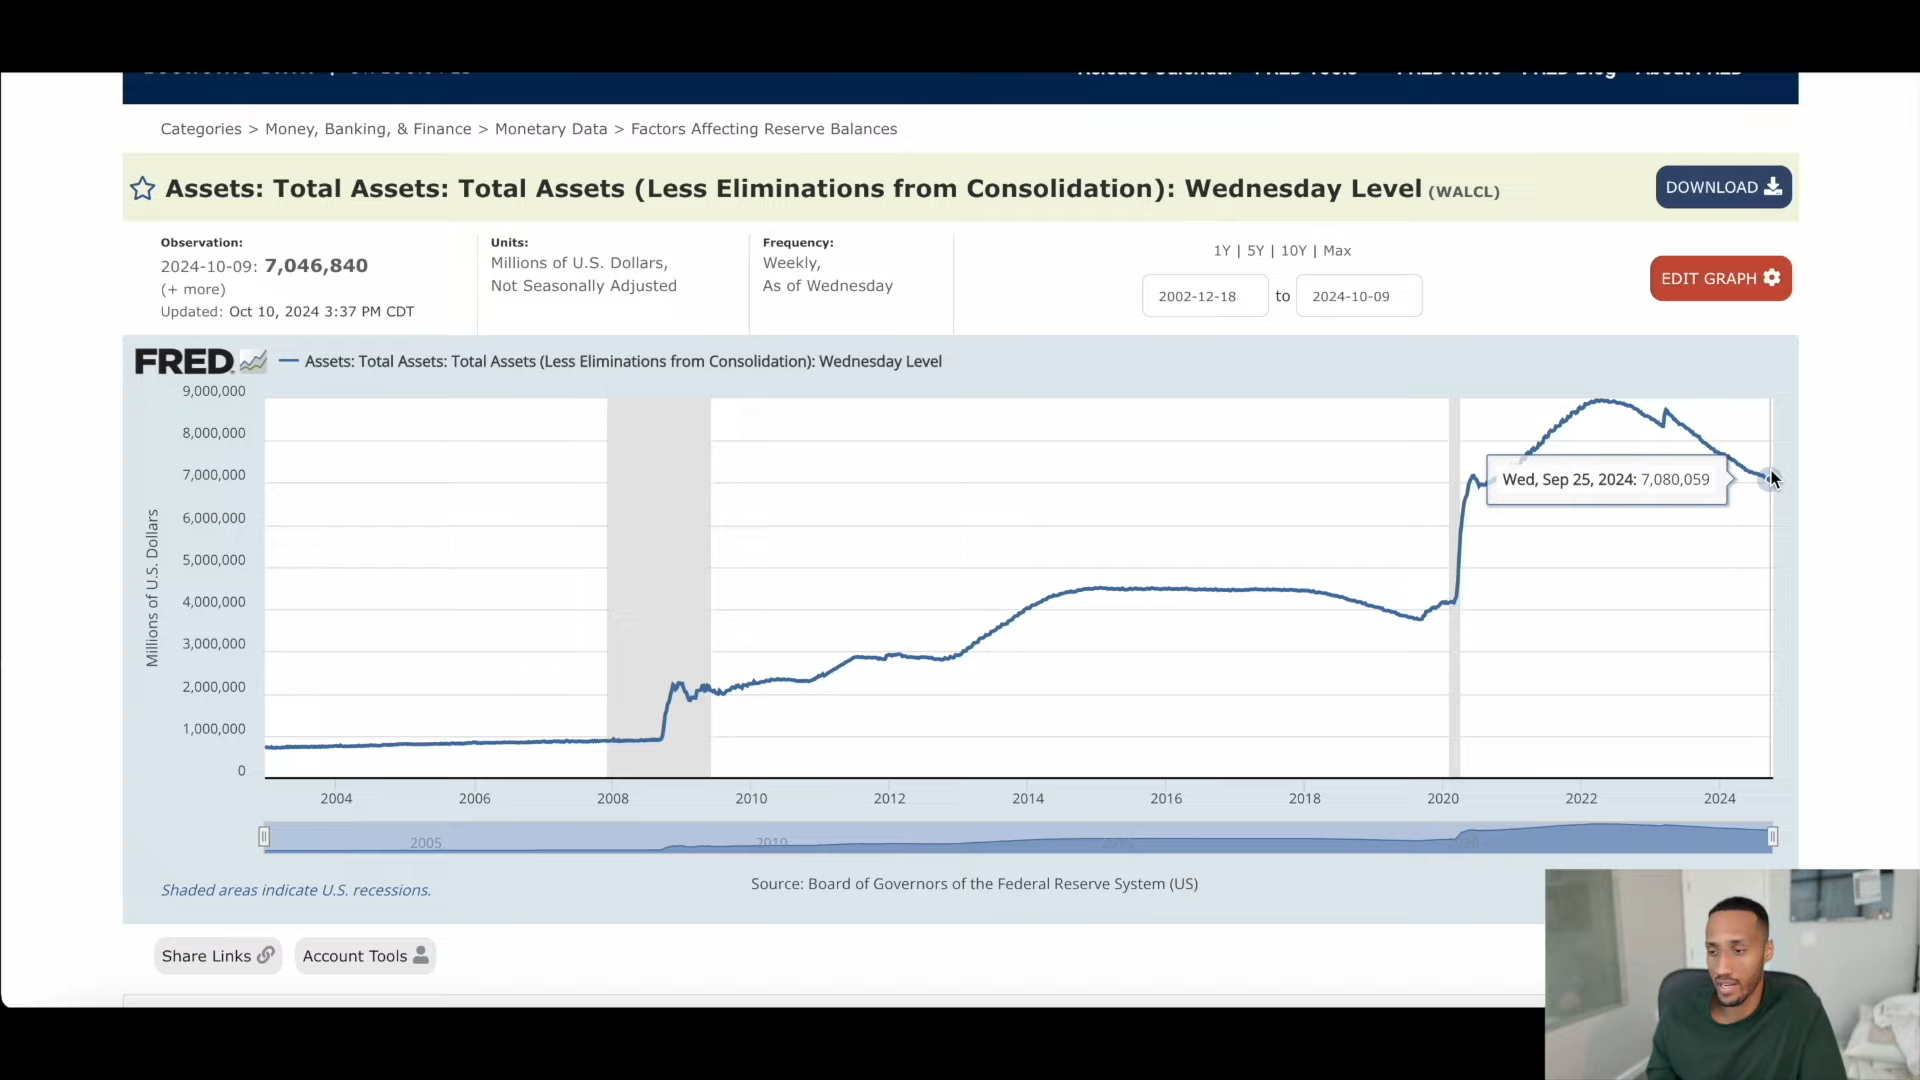 Categories > Money, Banking, & Finance > Monetary Data > Factors Affecting Reserve Balances
Assets: Total Assets: Total Assets (Less Eliminations from Consolidation): Wednesday Level (WALCL)
DOWNLOAD
Observation:
2024-10-09: 7,046,840
(+ more)
Updated: Oct 10, 2024 3:37 PM CDT
Units:
Millions of U.S. Dollars,
Not Seasonally Adjusted
Frequency:
Weekly,
As of Wednesday
1Y | 5Y | 10Y | Max
2002-12-18 to 2024-10-09
EDIT GRAPH
FRED
Assets: Total Assets: Total Assets (Less Eliminations from Consolidation): Wednesday Level
Millions of U.S. Dollars
9,000,000
8,000,000
7,000,000
6,000,000
5,000,000
4,000,000
3,000,000
2,000,000
1,000,000
0
Wed, Sep 25, 2024: 7,080,059
2004 2006 2008 2010 2012 2014 2016 2018 2020 2022 2024
2005 2010 2015 2020
Shaded areas indicate U.S. recessions.
Source: Board of Governors of the Federal Reserve System (US)
Share Links
Account Tools